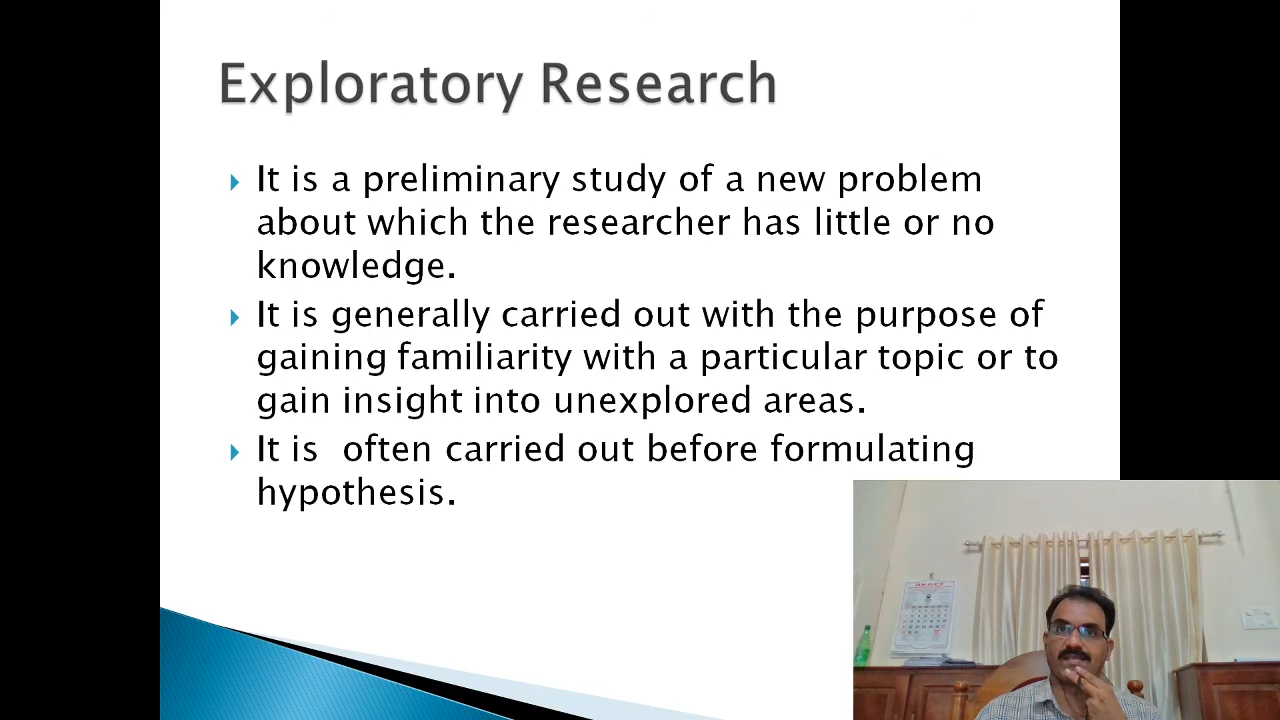 Exploratory Research
It is a preliminary study of a new problem
about which the researcher has little or no
knowledge.
It is generally carried out with the purpose of
gaining familiarity with a particular topic or to
gain insight into unexplored areas.
It is  often carried out before formulating
hypothesis.